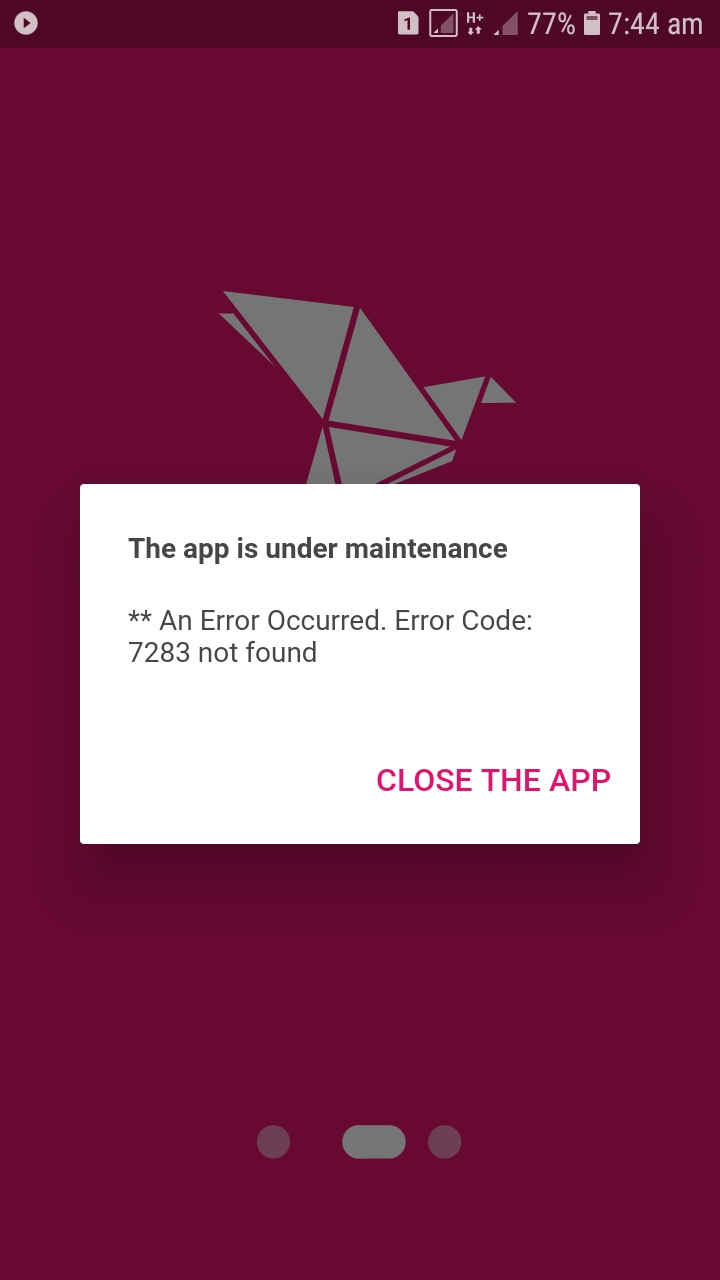 1 H+ 77% 7:44 am
The app is under maintenance
** An Error Occurred. Error Code:
7283 not found
CLOSE THE APP